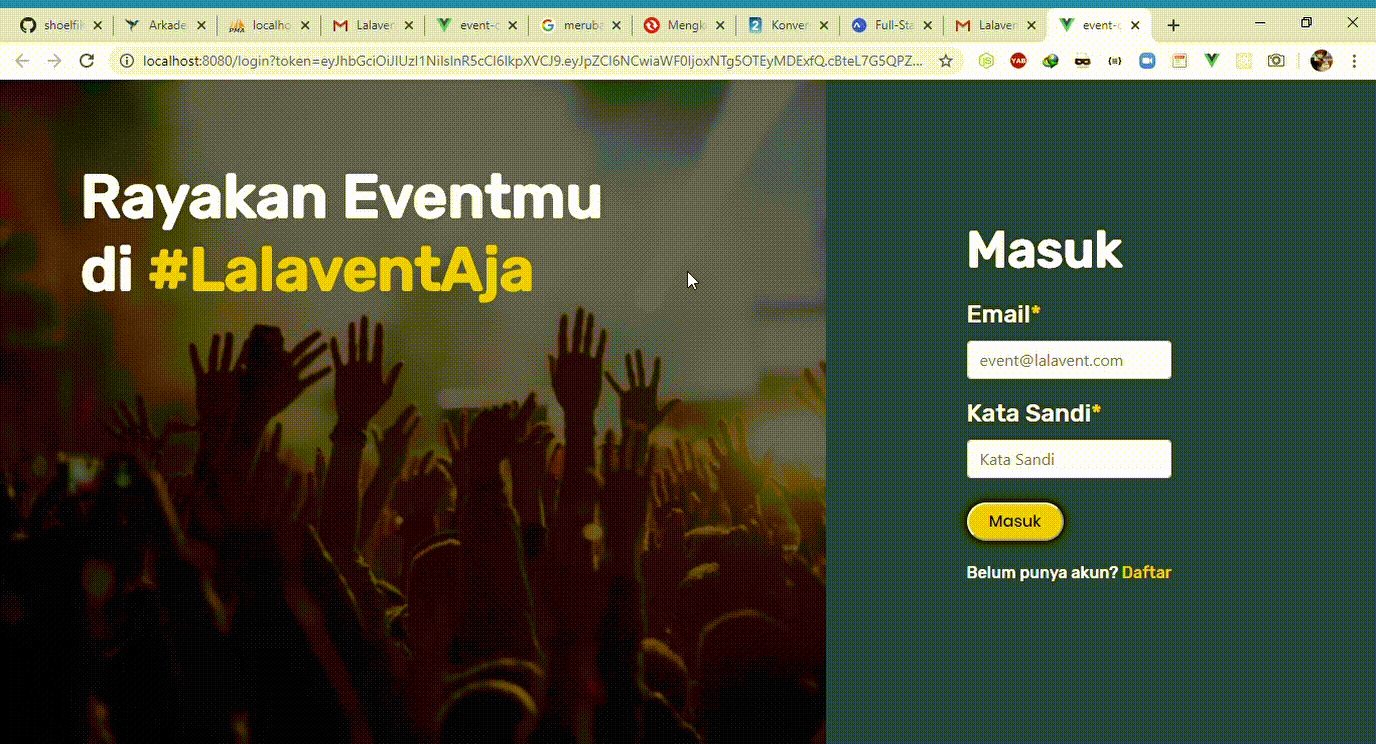 shoelfi
Arkade
localho
Lalaven
event-o
meruba
Mengk
Konver
Full-Sta
Lalaven
event-o
localhost:8080/login?token=eyJhbGciOiJIUzI1NiIsInR5cCI6IkpXVCJ9.eyJpZCI6NCwiaWF0IjoxNTg5OTEyMDExfQ.cBteL7G5QPZ...
Rayakan Eventmu
di #LalaventAja
Masuk
Email*
event@lalavent.com
Kata Sandi*
Kata Sandi
Masuk
Belum punya akun? Daftar